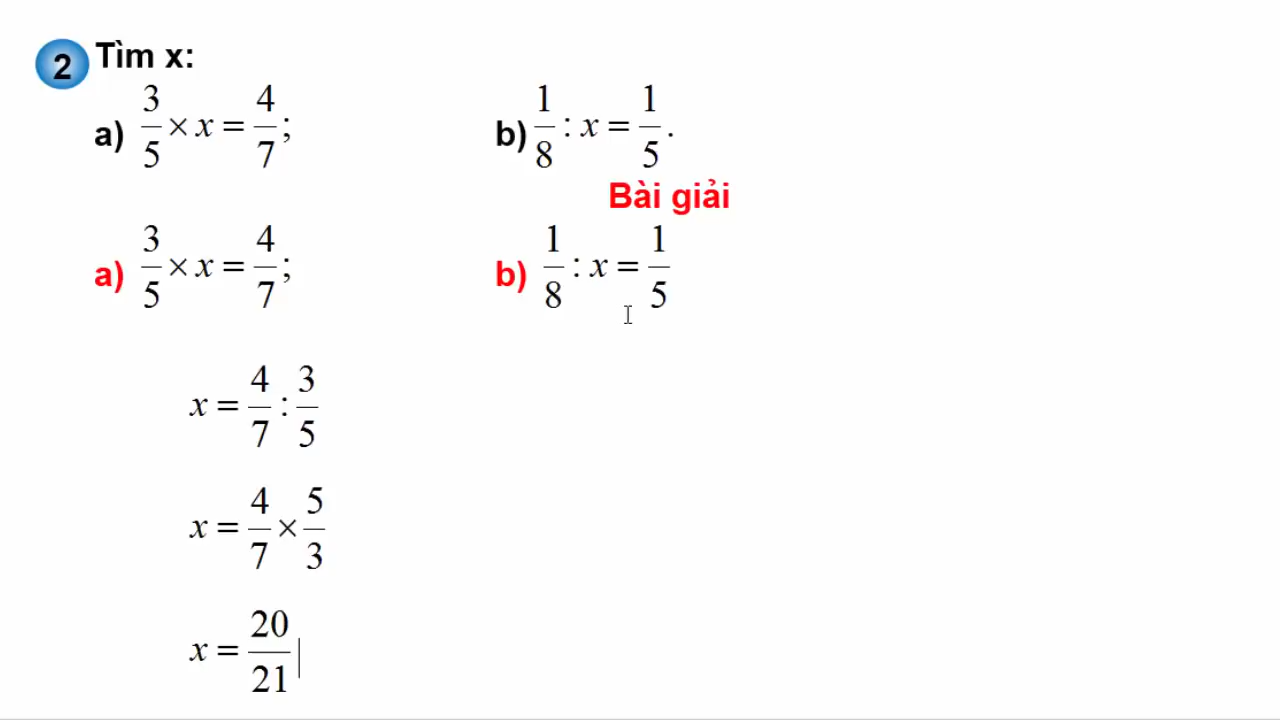 2 Tìm x:
a) 3/5 × x = 4/7; b) 1/8 : x = 1/5.
Bài giải
a) 3/5 × x = 4/7; b) 1/8 : x = 1/5
x = 4/7 : 3/5
x = 4/7 × 5/3
x = 20/21